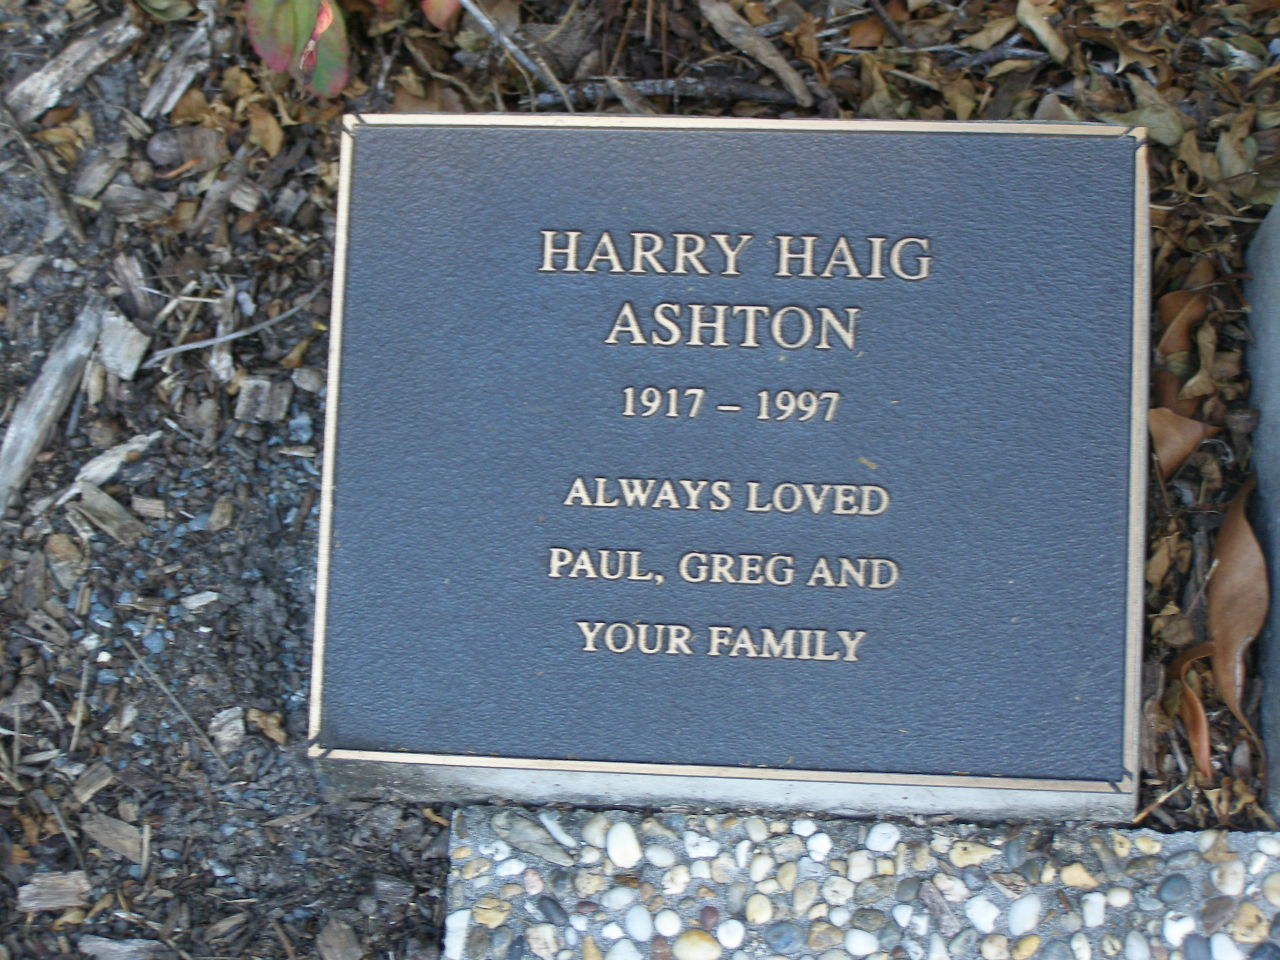 HARRY HAIG
ASHTON
1917 – 1997
ALWAYS LOVED
PAUL, GREG AND
YOUR FAMILY